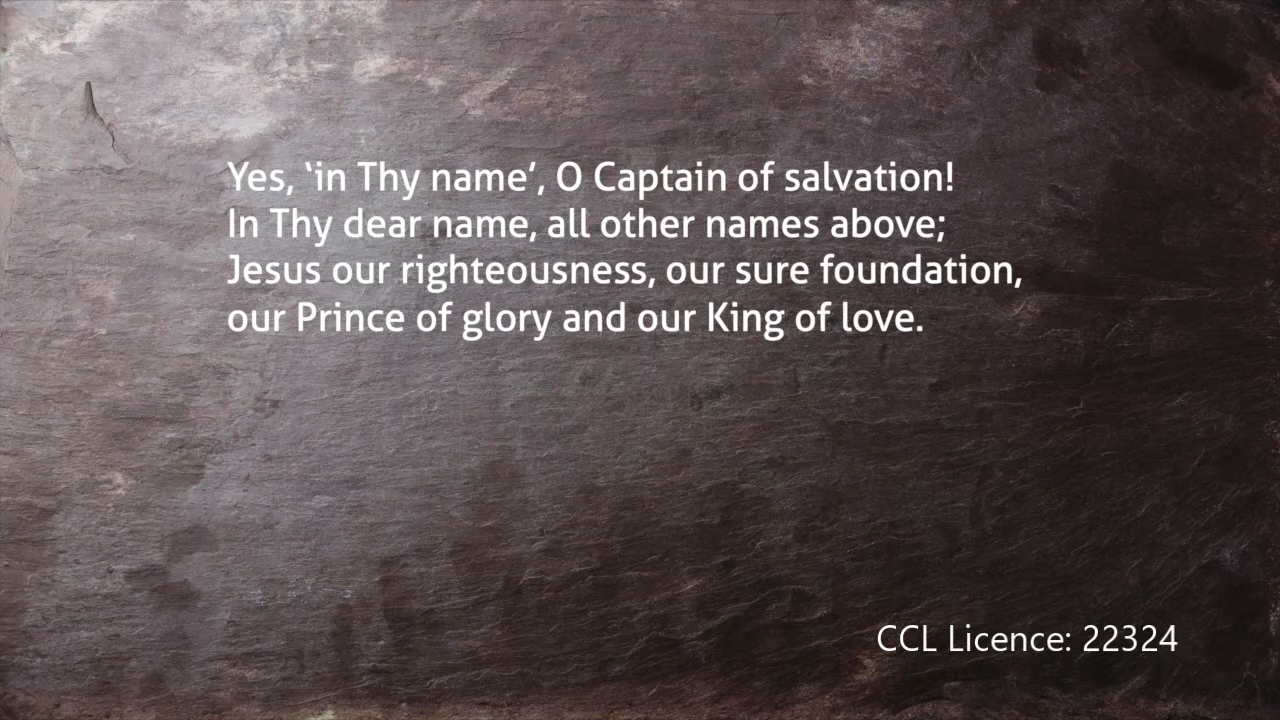 Yes, ‘in Thy name’, O Captain of salvation!
In Thy dear name, all other names above;
Jesus our righteousness, our sure foundation,
our Prince of glory and our King of love.
CCL Licence: 22324